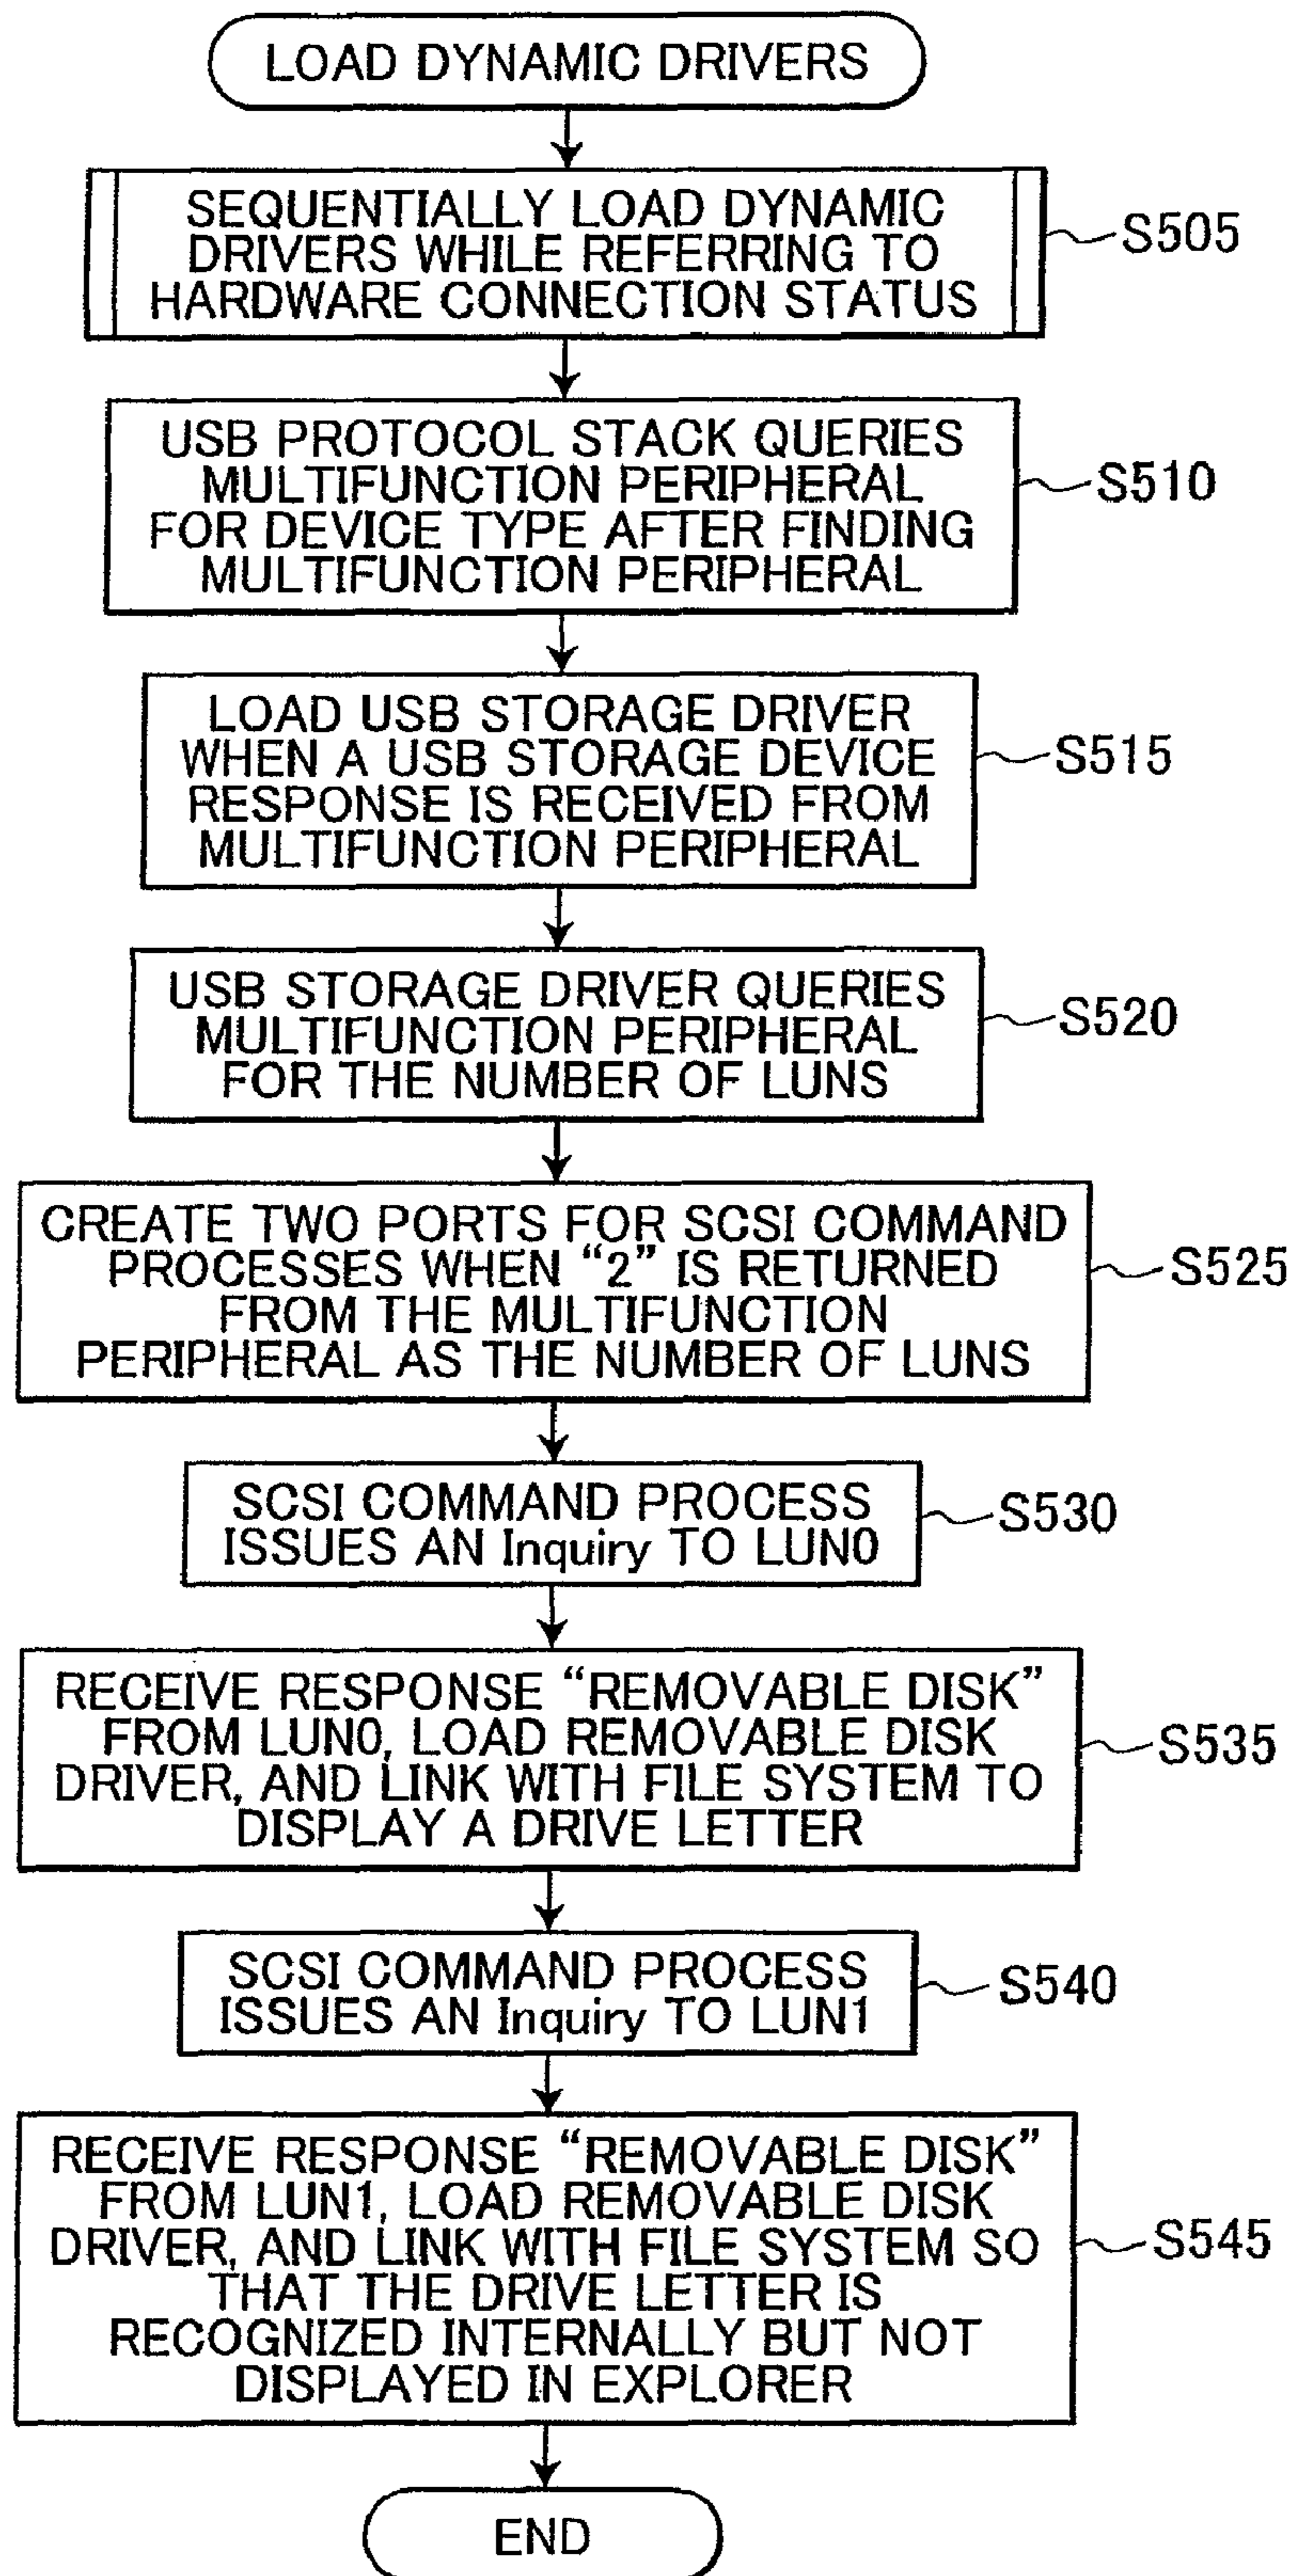 LOAD DYNAMIC DRIVERS
SEQUENTIALLY LOAD DYNAMIC
DRIVERS WHILE REFERRING TO
HARDWARE CONNECTION STATUS
S505
USB PROTOCOL STACK QUERIES
MULTIFUNCTION PERIPHERAL
FOR DEVICE TYPE AFTER FINDING
MULTIFUNCTION PERIPHERAL
S510
LOAD USB STORAGE DRIVER
WHEN A USB STORAGE DEVICE
RESPONSE IS RECEIVED FROM
MULTIFUNCTION PERIPHERAL
S515
USB STORAGE DRIVER QUERIES
MULTIFUNCTION PERIPHERAL
FOR THE NUMBER OF LUNS
S520
CREATE TWO PORTS FOR SCSI COMMAND
PROCESSES WHEN “2” IS RETURNED
FROM THE MULTIFUNCTION
PERIPHERAL AS THE NUMBER OF LUNS
S525
SCSI COMMAND PROCESS
ISSUES AN Inquiry TO LUN0
S530
RECEIVE RESPONSE “REMOVABLE DISK”
FROM LUN0, LOAD REMOVABLE DISK
DRIVER, AND LINK WITH FILE SYSTEM TO
DISPLAY A DRIVE LETTER
S535
SCSI COMMAND PROCESS
ISSUES AN Inquiry TO LUN1
S540
RECEIVE RESPONSE “REMOVABLE DISK”
FROM LUN1, LOAD REMOVABLE DISK
DRIVER, AND LINK WITH FILE SYSTEM SO
THAT THE DRIVE LETTER IS
RECOGNIZED INTERNALLY BUT NOT
DISPLAYED IN EXPLORER
S545
END